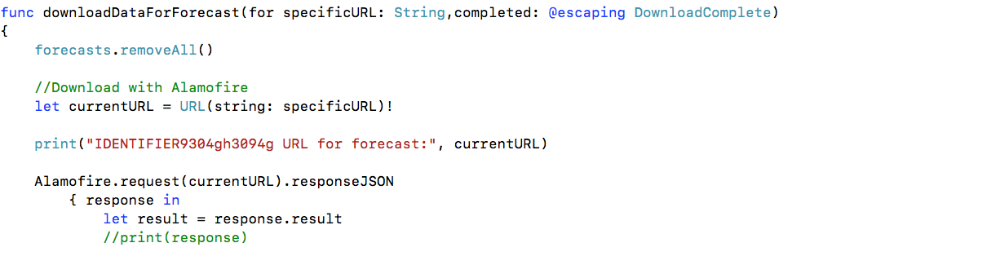 func downloadDataForForecast(for specificURL: String,completed: @escaping DownloadComplete)
{
    forecasts.removeAll()

    //Download with Alamofire
    let currentURL = URL(string: specificURL)!

    print("IDENTIFIER9304gh3094g URL for forecast:", currentURL)

    Alamofire.request(currentURL).responseJSON
        { response in
            let result = response.result
            //print(response)